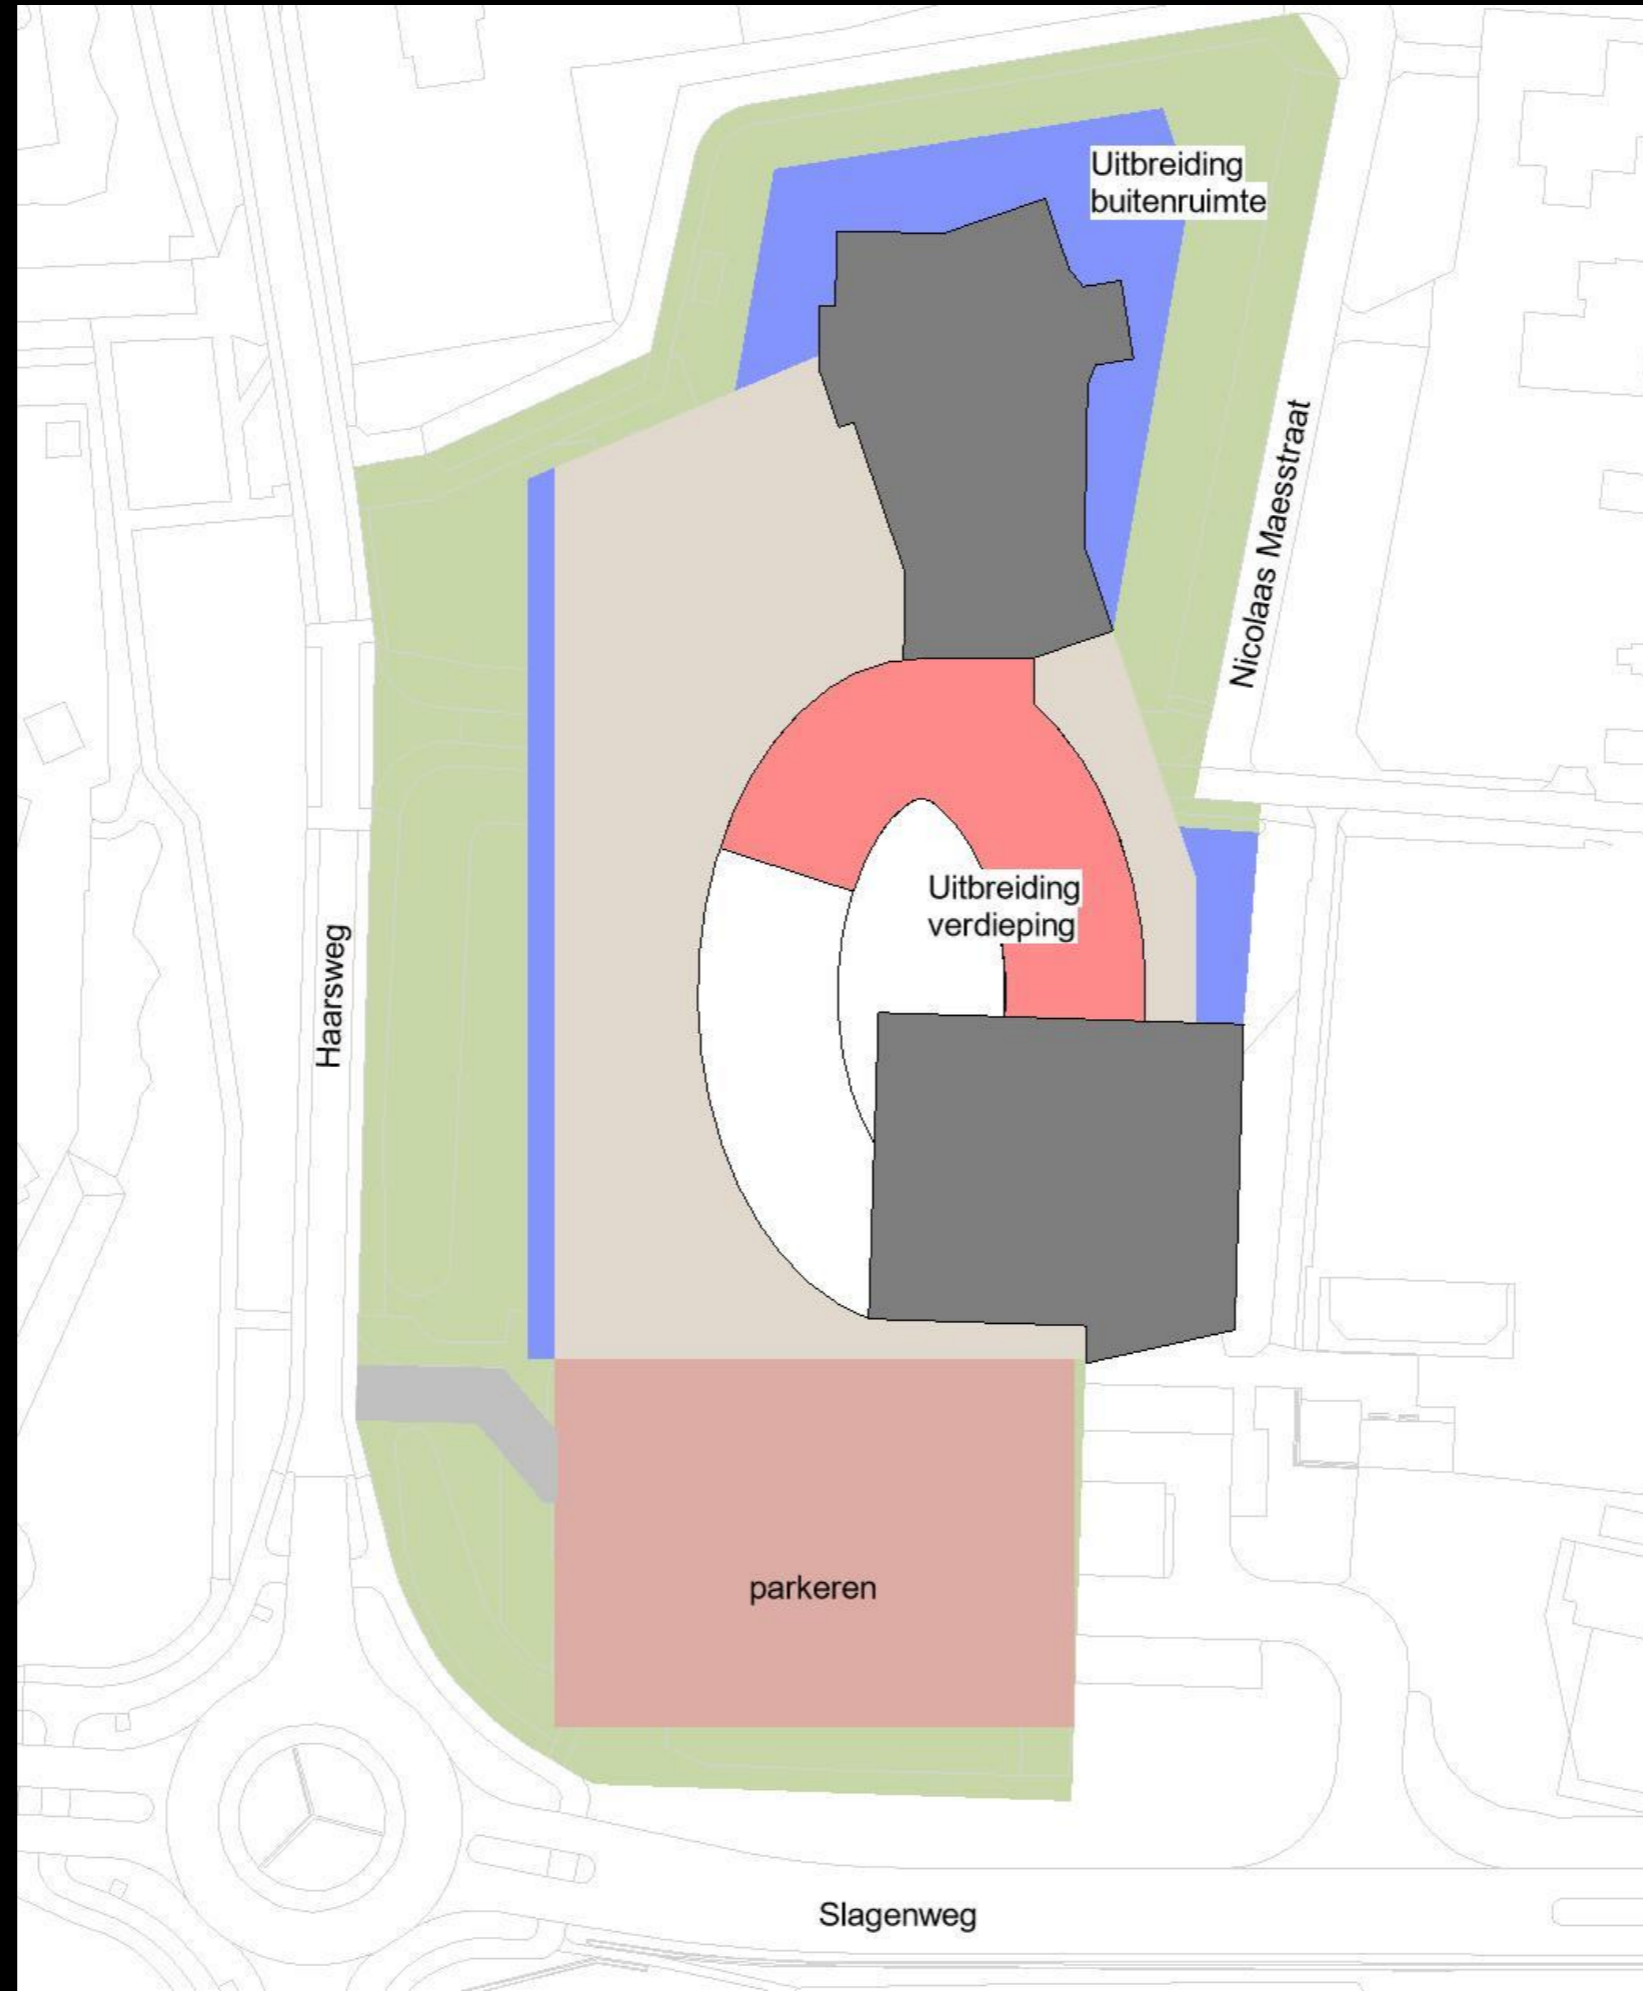 Uitbreiding
buitenruimte
Nicolaas Maesstraat
Uitbreiding
verdieping
Haarsweg
parkeren
Slagenweg